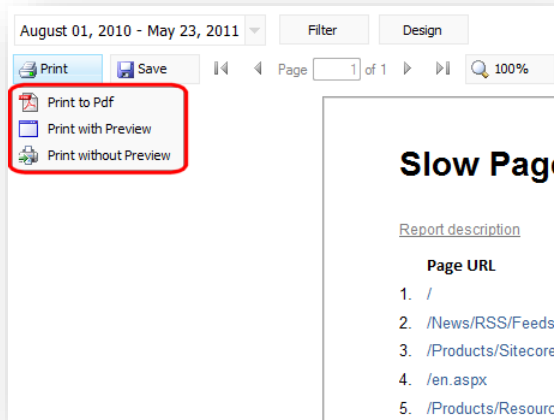 August 01, 2010 - May 23, 2011 Filter Design
Print Save Page 1 of 1 100%
Print to Pdf
Print with Preview
Print without Preview
Slow Page
Report description
Page URL
1. /
2. /News/RSS/Feeds
3. /Products/Sitecore
4. /en.aspx
5. /Products/Resourc